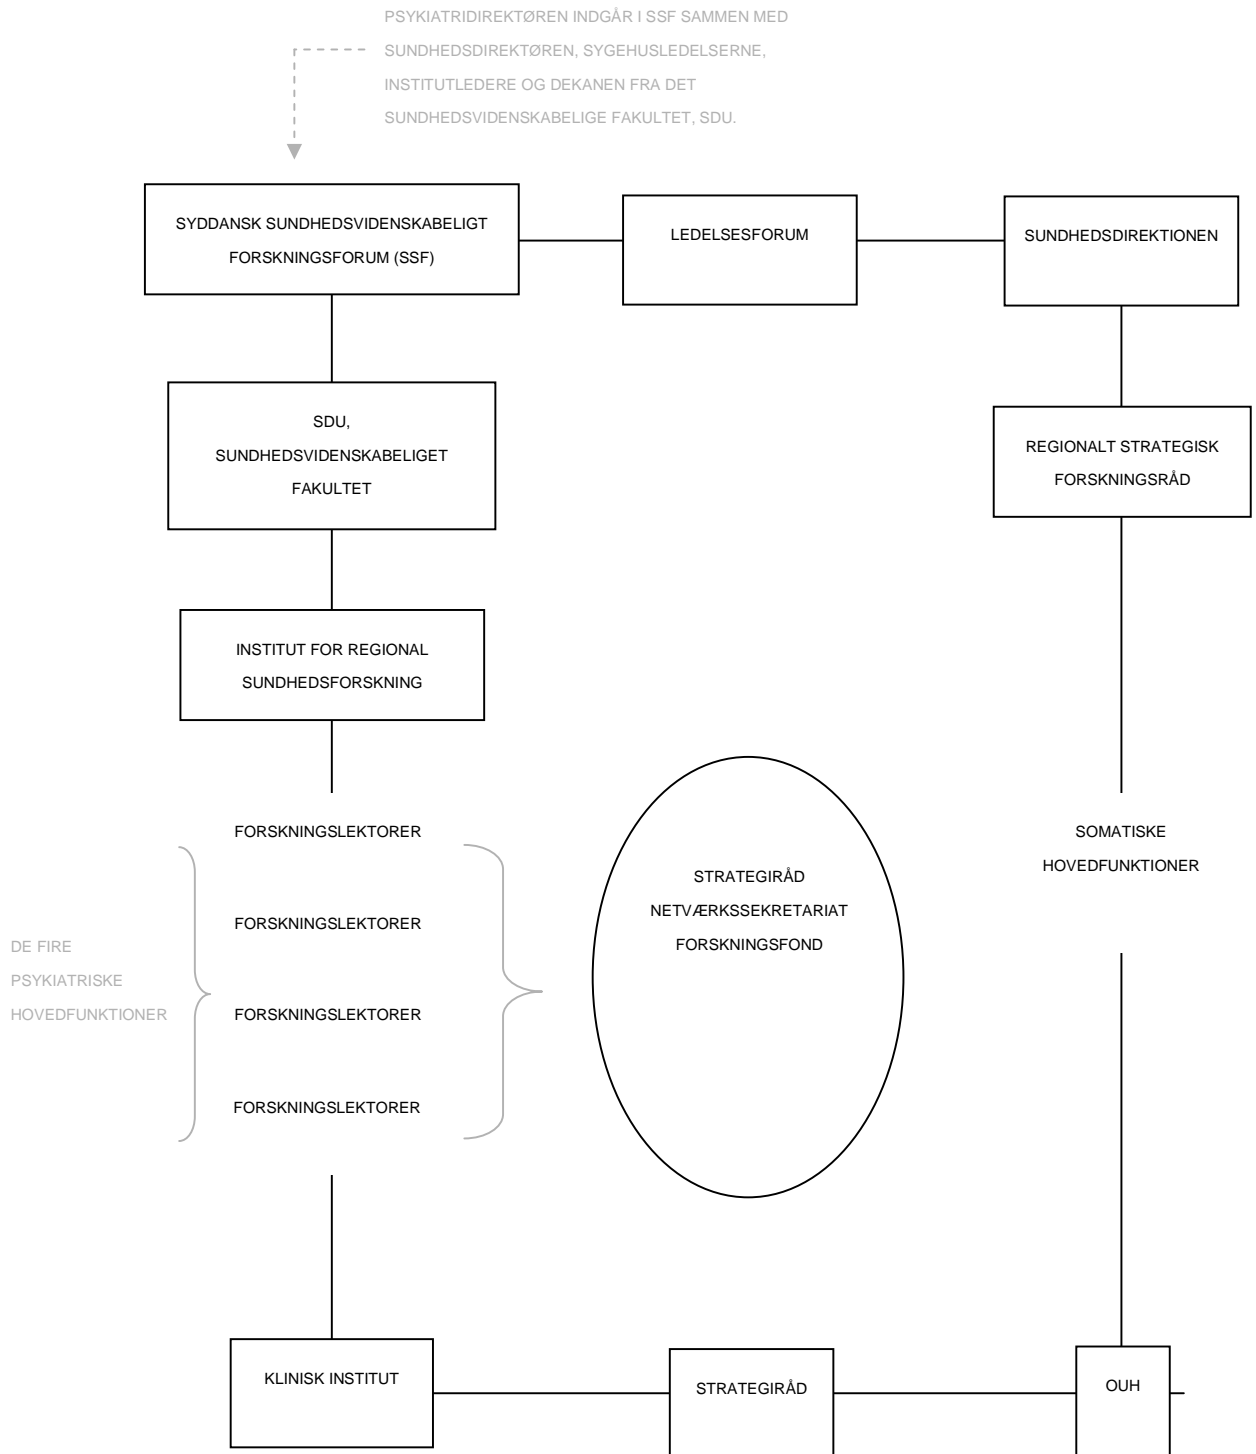 PSYKIATRIDIREKTØREN INDGÅR I SSF SAMMEN MED
SUNDHEDSDIREKTØREN, SYGEHUSLEDELSERNE,
INSTITUTLEDERE OG DEKANEN FRA DET
SUNDHEDSVIDENSKABELIGE FAKULTET, SDU.
SYDDANSK SUNDHEDSVIDENSKABELIGT
FORSKNINGSFORUM (SSF)
LEDELSESFORUM
SUNDHEDSDIREKTIONEN
SDU,
SUNDHEDSVIDENSKABELIGET
FAKULTET
REGIONALT STRATEGISK
FORSKNINGSRÅD
INSTITUT FOR REGIONAL
SUNDHEDSFORSKNING
FORSKNINGSLEKTORER
FORSKNINGSLEKTORER
FORSKNINGSLEKTORER
FORSKNINGSLEKTORER
DE FIRE
PSYKIATRISKE
HOVEDFUNKTIONER
STRATEGIRÅD
NETVÆRKSSEKRETARIAT
FORSKNINGSFOND
SOMATISKE
HOVEDFUNKTIONER
KLINISK INSTITUT
STRATEGIRÅD
OUH